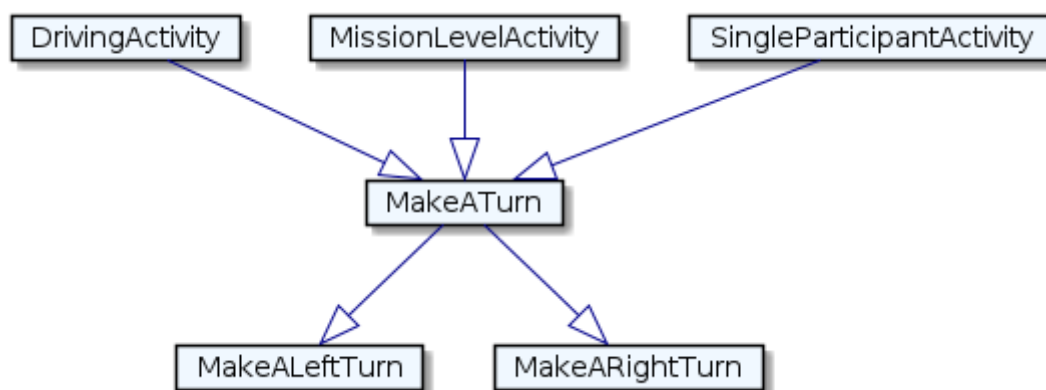 DrivingActivity
MissionLevelActivity
SingleParticipantActivity
MakeATurn
MakeALeftTurn
MakeARightTurn